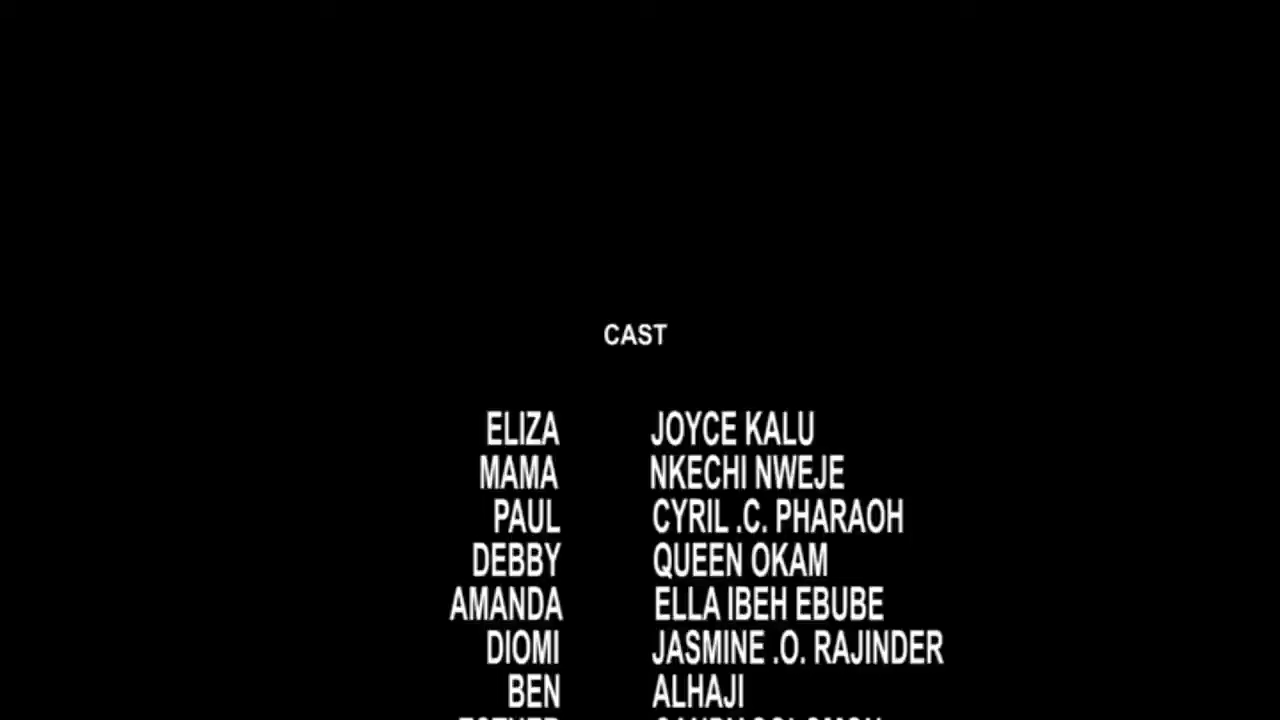 CAST
ELIZA JOYCE KALU
MAMA NKECHI NWEJE
PAUL CYRIL .C. PHARAOH
DEBBY QUEEN OKAM
AMANDA ELLA IBEH EBUBE
DIOMI JASMINE .O. RAJINDER
BEN ALHAJI